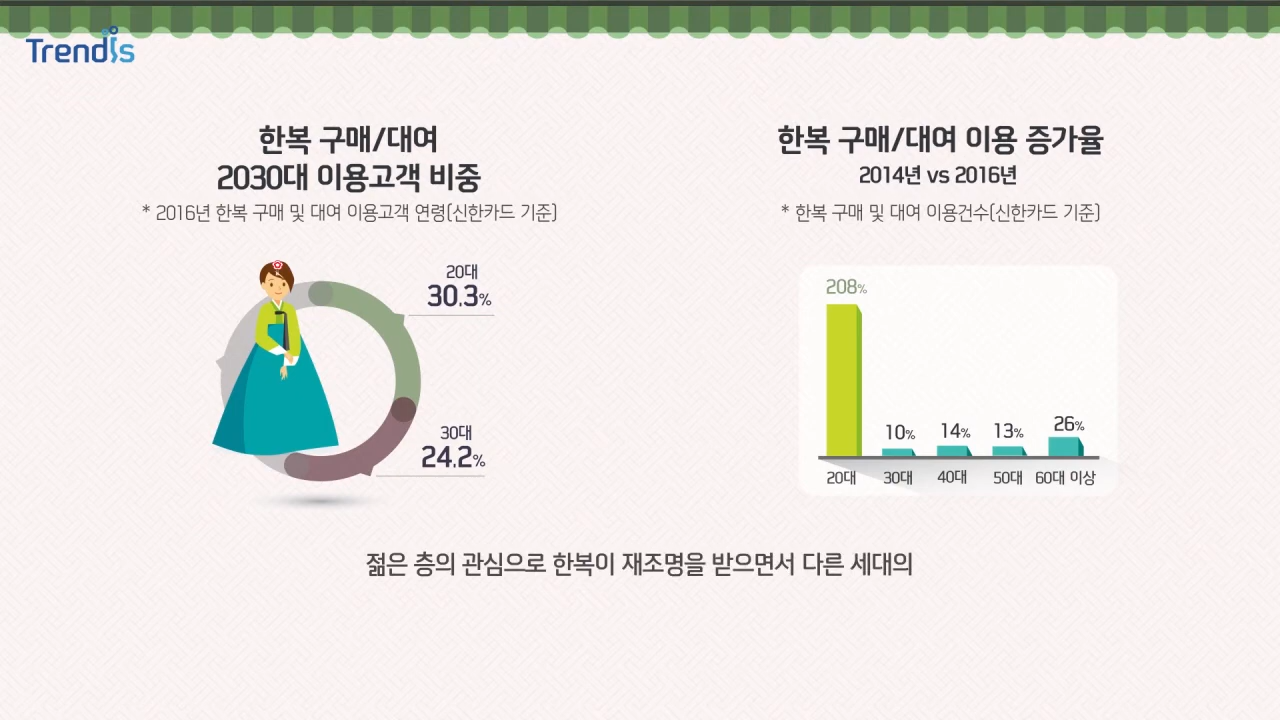 Trendis
한복 구매/대여
2030대 이용고객 비중
* 2016년 한복 구매 및 대여 이용고객 연령(신한카드 기준)
20대
30.3%
30대
24.2%
한복 구매/대여 이용 증가율
2014년 vs 2016년
* 한복 구매 및 대여 이용건수(신한카드 기준)
208%
10%
14%
13%
26%
20대
30대
40대
50대
60대 이상
젊은 층의 관심으로 한복이 재조명을 받으면서 다른 세대의